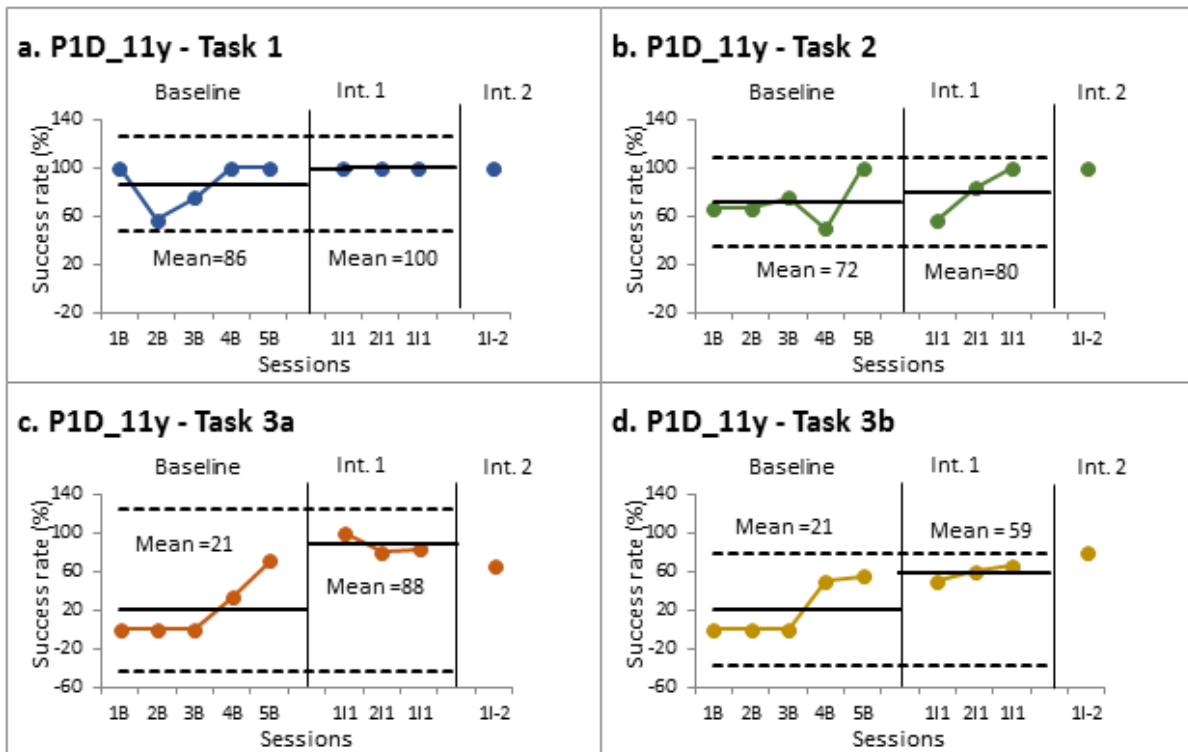 a. P1D_11y - Task 1
Baseline Int. 1 Int. 2
Success rate (%)
140
100
60
20
-20
Mean=86 Mean =100
1B 2B 3B 4B 5B 1I1 2I1 1I1 1I-2
Sessions
b. P1D_11y - Task 2
Baseline Int. 1 Int. 2
Success rate (%)
140
100
60
20
-20
Mean = 72 Mean=80
1B 2B 3B 4B 5B 1I1 2I1 1I1 1I-2
Sessions
c. P1D_11y - Task 3a
Baseline Int. 1 Int. 2
Success rate (%)
140
100
60
20
-20
-60
Mean =21
Mean =88
1B 2B 3B 4B 5B 1I1 2I1 1I1 1I-2
Sessions
d. P1D_11y - Task 3b
Baseline Int. 1 Int. 2
Success rate (%)
140
100
60
20
-20
-60
Mean =21 Mean = 59
1B 2B 3B 4B 5B 1I1 2I1 1I1 1I-2
Sessions